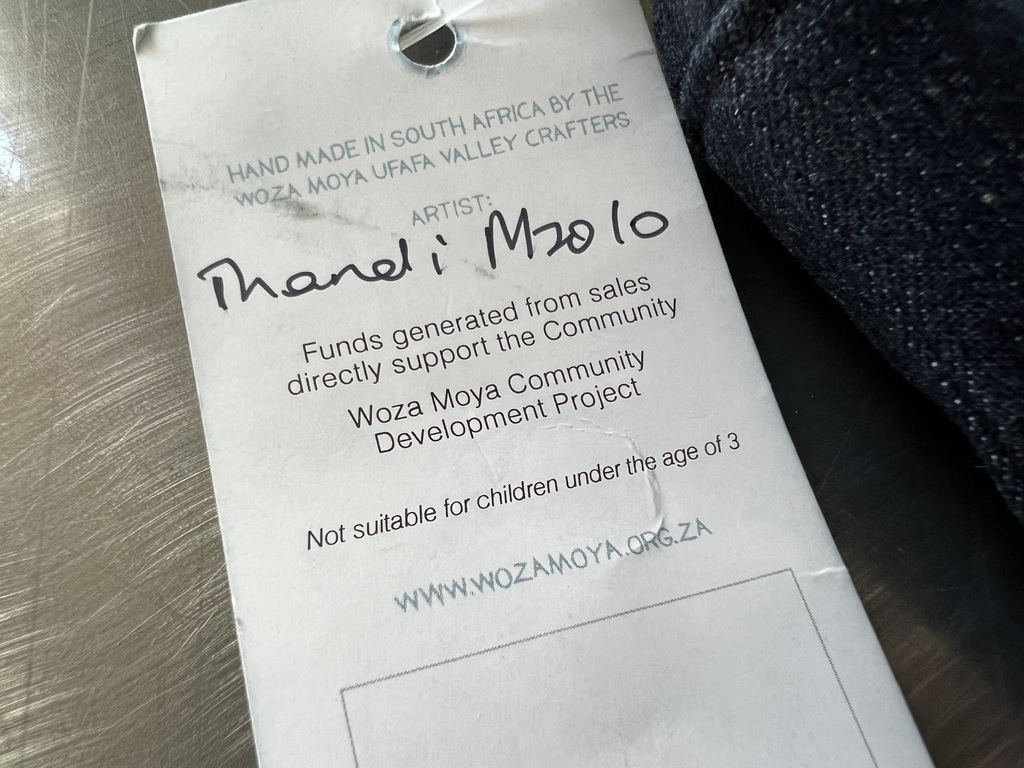 HAND MADE IN SOUTH AFRICA BY THE
WOZA MOYA UFAFA VALLEY CRAFTERS
ARTIST:
Thandi Mzolo
Funds generated from sales
directly support the Community
Woza Moya Community
Development Project
Not suitable for children under the age of 3
WWW.WOZAMOYA.ORG.ZA